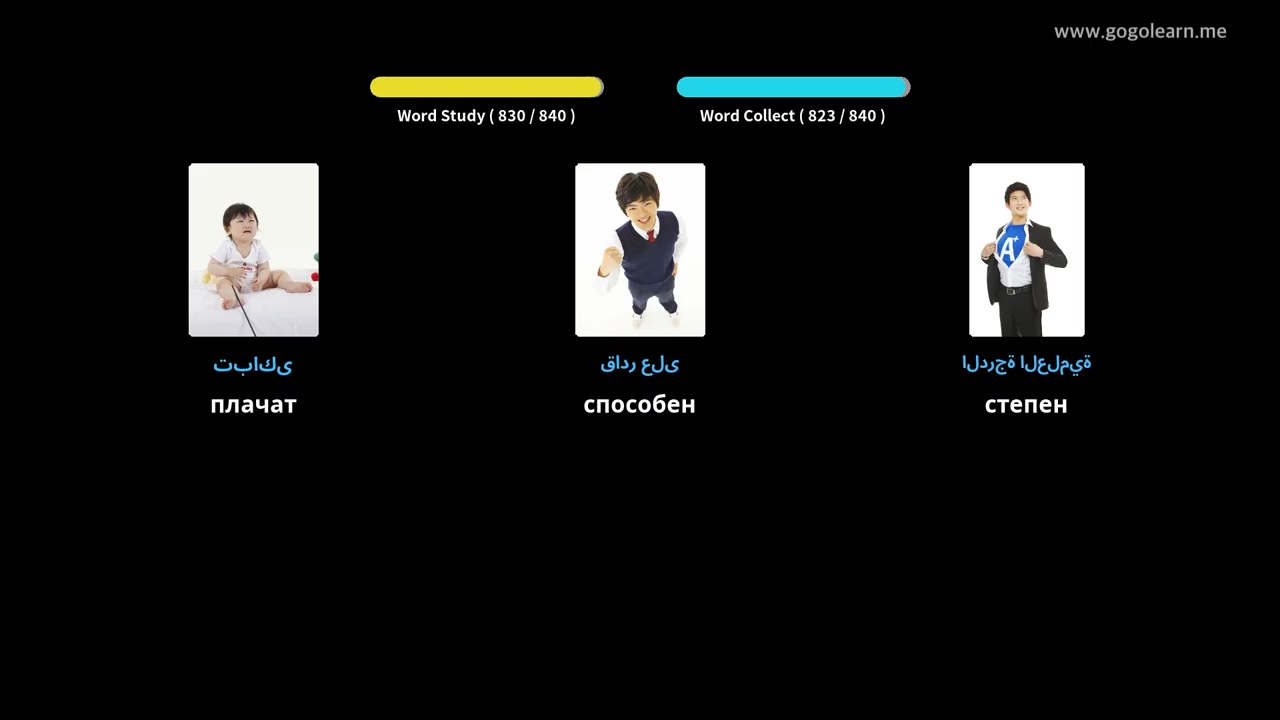 www.gogolearn.me
Word Study ( 830 / 840 )
Word Collect ( 823 / 840 )
A+
تباكى
قادر على
الدرجة العلمية
плачат
способен
степен